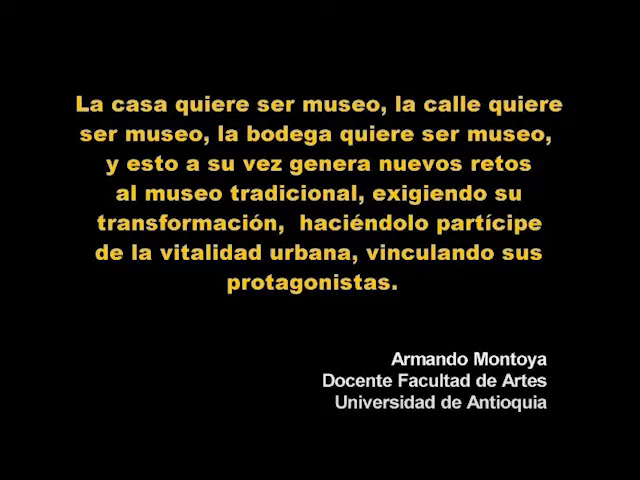 La casa quiere ser museo, la calle quiere
ser museo, la bodega quiere ser museo,
y esto a su vez genera nuevos retos
al museo tradicional, exigiendo su
transformación, haciéndolo partícipe
de la vitalidad urbana, vinculando sus
protagonistas.
Armando Montoya
Docente Facultad de Artes
Universidad de Antioquia